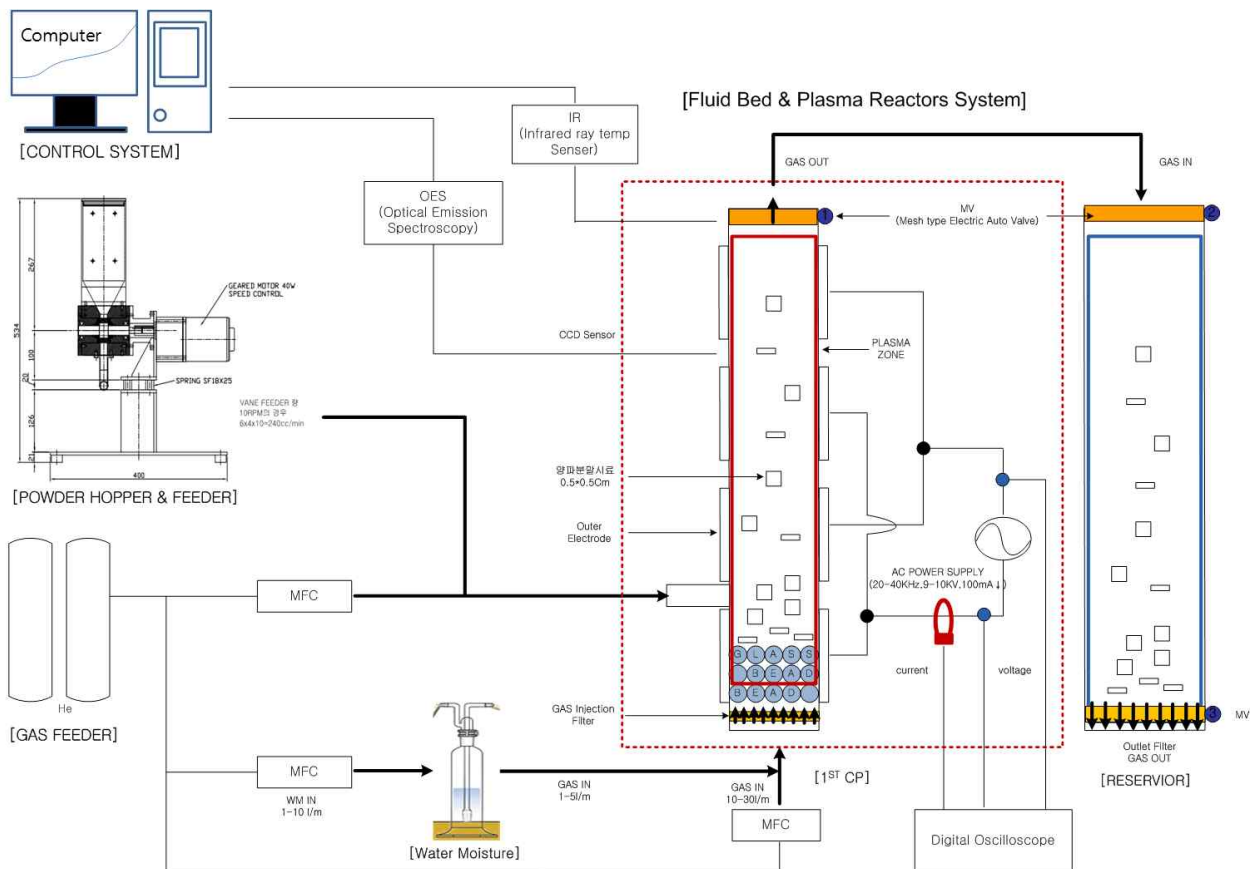 Computer
[CONTROL SYSTEM]
IR
(Infrared ray temp
Senser)
OES
(Optical Emission
Spectroscopy)
[Fluid Bed & Plasma Reactors System]
GAS OUT
GAS IN
1
MV
(Mesh type Electric Auto Valve)
2
267
534
100
20
126
21
400
GEARED MOTOR 40W
SPEED CONTROL
SPRING SF18X25
VANE FEEDER 량
10RPM의 경우
6x4x10=240cc/min
[POWDER HOPPER & FEEDER]
CCD Sensor
PLASMA
ZONE
양파분말시료
0.5*0.5Cm
Outer
Electrode
AC POWER SUPPLY
(20-40KHz,9-10KV,100mA↓)
current
voltage
MFC
He
[GAS FEEDER]
G L A S S
B E A D
B E A D
GAS Injection
Filter
3
MV
Outlet Filter
GAS OUT
[RESERVIOR]
[1ST CP]
MFC
WM IN
1-10 l/m
GAS IN
1-5l/m
GAS IN
10-30l/m
MFC
[Water Moisture]
Digital Oscilloscope